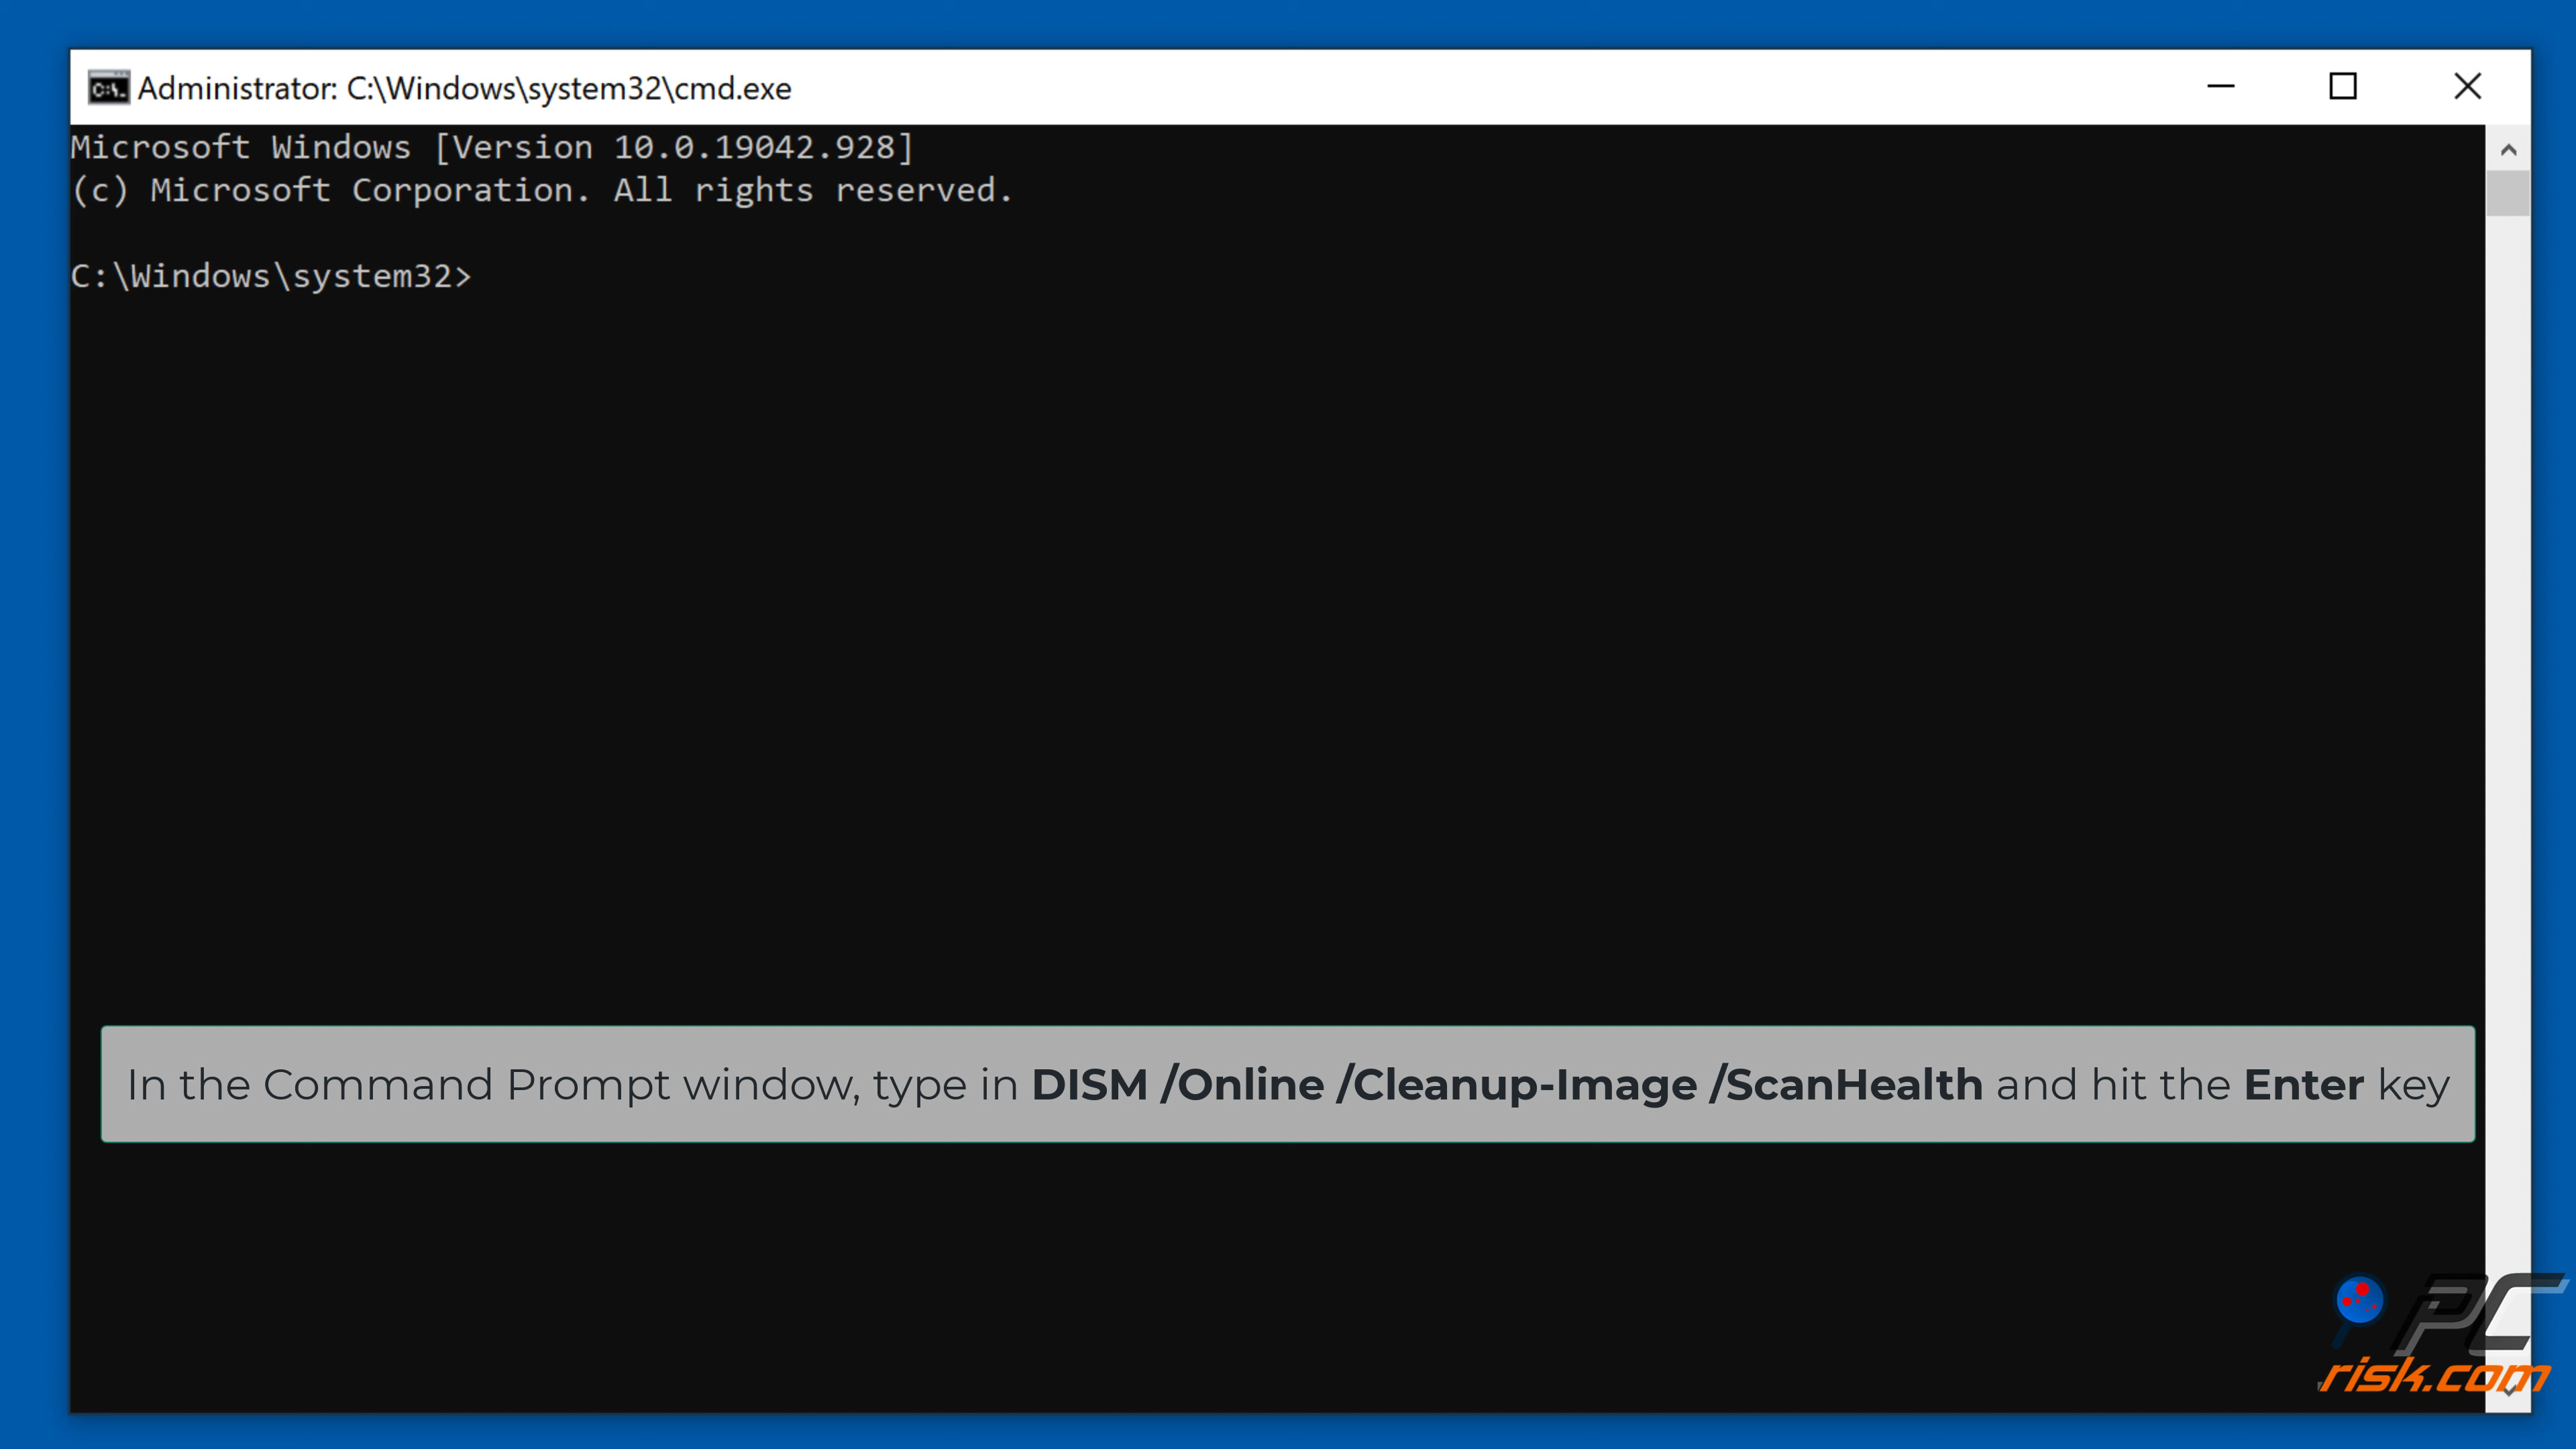 Administrator: C:\Windows\system32\cmd.exe
Microsoft Windows [Version 10.0.19042.928]
(c) Microsoft Corporation. All rights reserved.
C:\Windows\system32>
In the Command Prompt window, type in DISM /Online /Cleanup-Image /ScanHealth and hit the Enter key
PC
risk.com